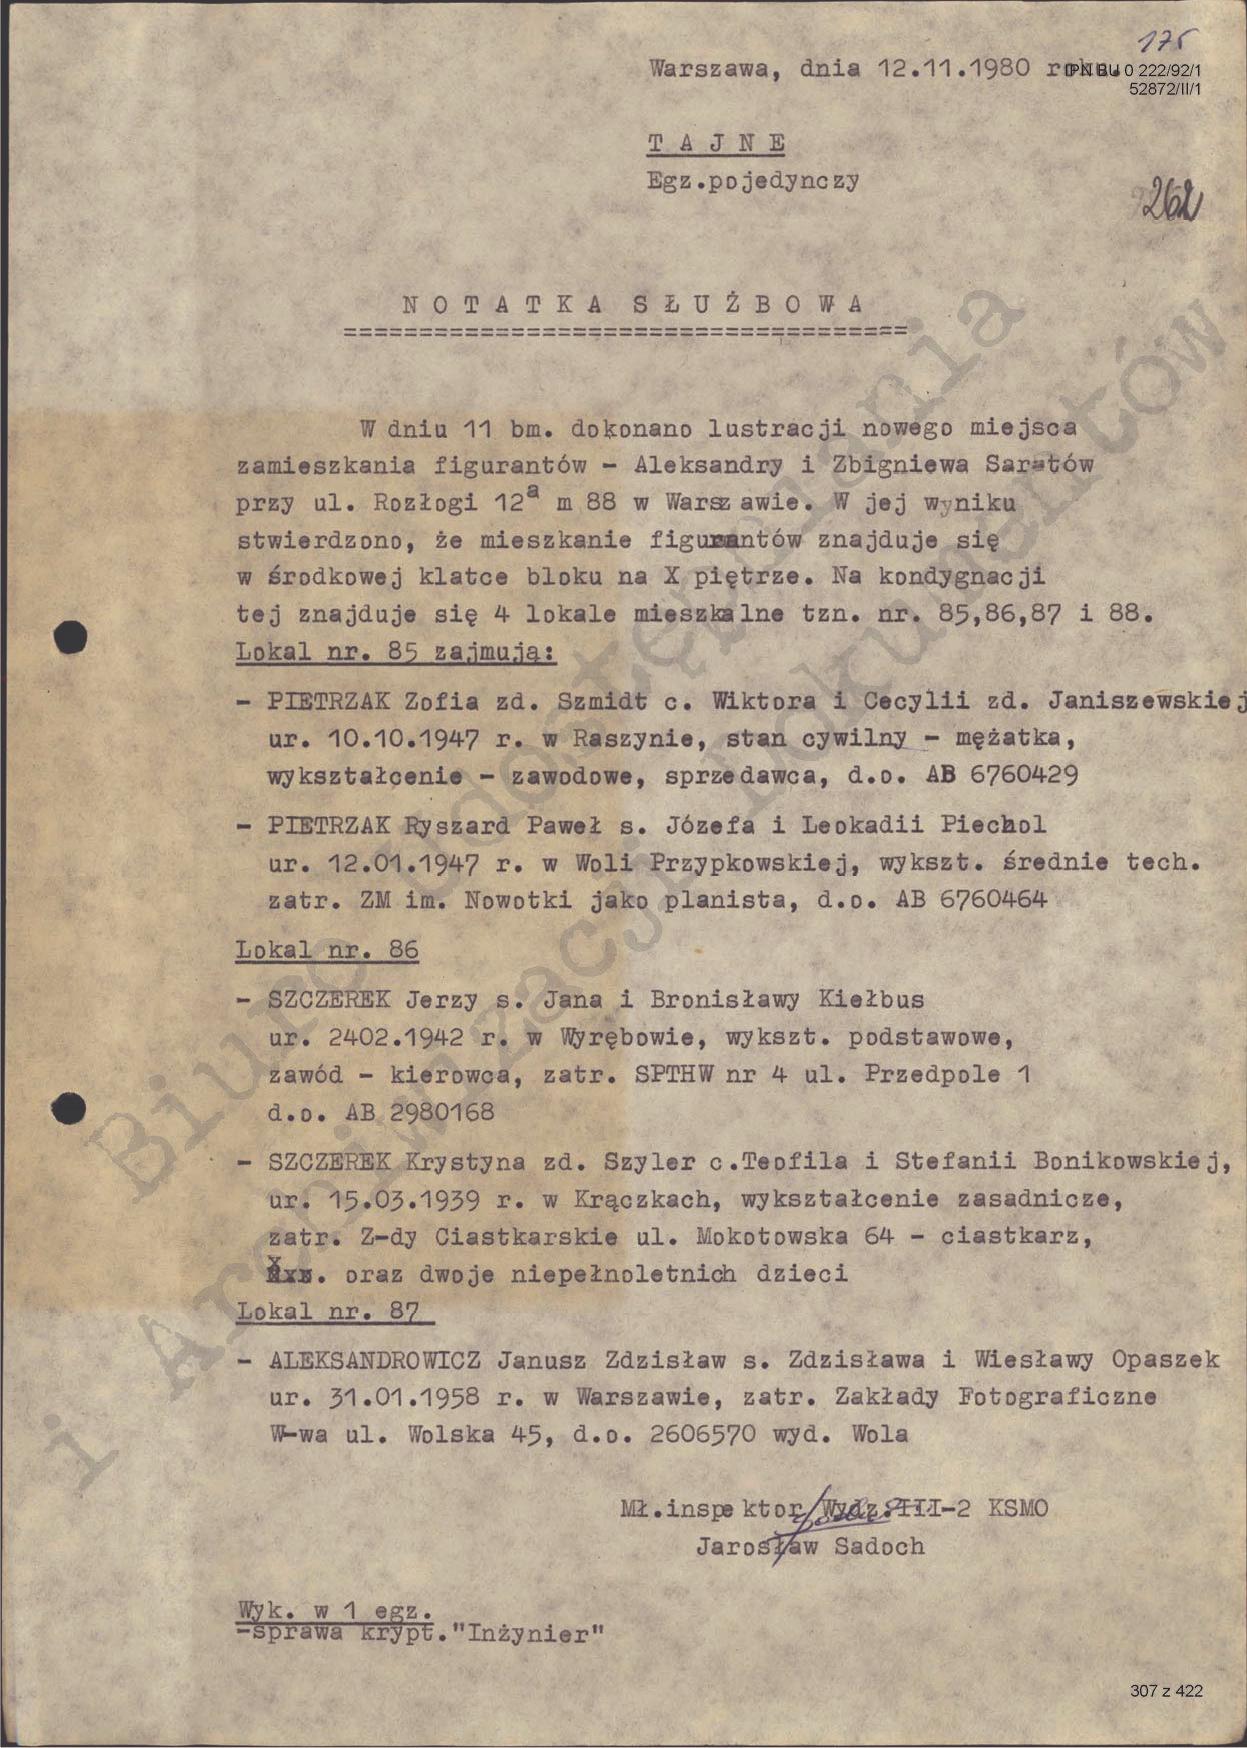 175
Warszawa, dnia 12.11.1980 roku.
IPN BU 0 222/92/1
52872/II/1
T A J N E
Egz.pojedynczy
262
N O T A T K A  S Ł U Ż B O W A
=====================================
W dniu 11 bm. dokonano lustracji nowego miejsca
zamieszkania figurantów - Aleksandry i Zbigniewa Saratów
przy ul. Rozłogi 12a m 88 w Warszawie. W jej wyniku
stwierdzono, że mieszkanie figurantów znajduje się
w środkowej klatce bloku na X piętrze. Na kondygnacji
tej znajduje się 4 lokale mieszkalne tzn. nr. 85,86,87 i 88.
Lokal nr. 85 zajmują:
- PIETRZAK Zofia zd. Szmidt c. Wiktora i Cecylii zd. Janiszewskiej
ur. 10.10.1947 r. w Raszynie, stan cywilny - mężatka,
wykształcenie - zawodowe, sprzedawca, d.o. AB 6760429
- PIETRZAK Ryszard Paweł s. Józefa i Leokadii Piechol
ur. 12.01.1947 r. w Woli Przypkowskiej, wykszt. średnie tech.
zatr. ZM im. Nowotki jako planista, d.o. AB 6760464
Lokal nr. 86
- SZCZEREK Jerzy s. Jana i Bronisławy Kiełbus
ur. 2402.1942 r. w Wyrębowie, wykszt. podstawowe,
zawód - kierowca, zatr. SPTHW nr 4 ul. Przedpole 1
d.o. AB 2980168
- SZCZEREK Krystyna zd. Szyler c.Teofila i Stefanii Bonikowskiej,
ur. 15.03.1939 r. w Krączkach, wykształcenie zasadnicze,
zatr. Z-dy Ciastkarskie ul. Mokotowska 64 - ciastkarz,
oraz dwoje niepełnoletnich dzieci
Lokal nr. 87
- ALEKSANDROWICZ Janusz Zdzisław s. Zdzisława i Wiesławy Opaszek
ur. 31.01.1958 r. w Warszawie, zatr. Zakłady Fotograficzne
W-wa ul. Wolska 45, d.o. 2606570 wyd. Wola
Mł.inspektor Wydz.III-2 KSMO
Jarosław Sadoch
Wyk. w 1 egz.
-sprawa krypt."Inżynier"
307 z 422
Biuro Udostępniania
i Archiwizacji Dokumentów